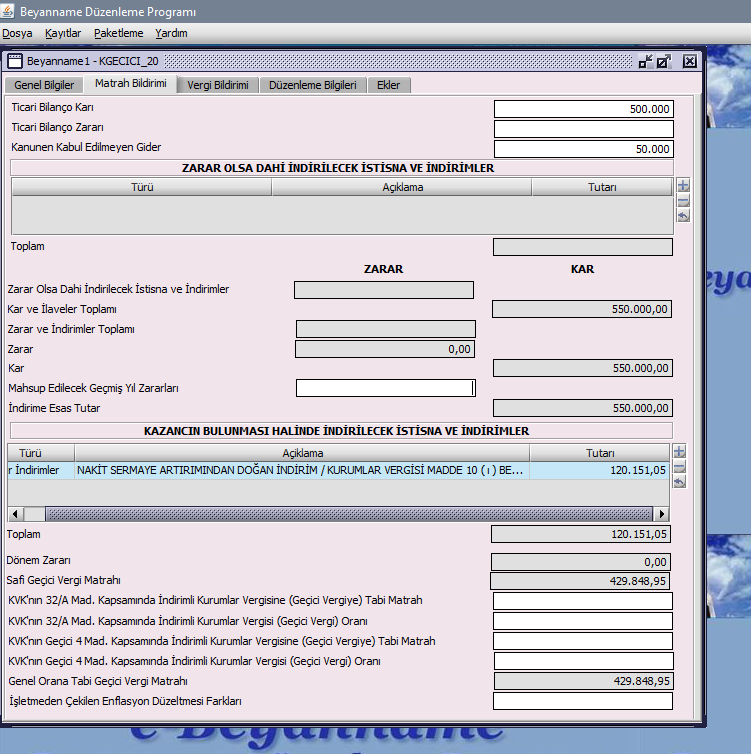 Beyanname Düzenleme Programı
Dosya Kayıtlar Paketleme Yardım
Beyanname1 - KGECICI_20
Genel Bilgiler Matrah Bildirimi Vergi Bildirimi Düzenleme Bilgileri Ekler
Ticari Bilanço Karı 500.000
Ticari Bilanço Zararı
Kanunen Kabul Edilmeyen Gider 50.000
ZARAR OLSA DAHİ İNDİRİLECEK İSTİSNA VE İNDİRİMLER
Türü Açıklama Tutarı
Toplam
ZARAR KAR
Zarar Olsa Dahi İndirilecek İstisna ve İndirimler
Kar ve İlaveler Toplamı 550.000,00
Zarar ve İndirimler Toplamı
Zarar 0,00
Kar 550.000,00
Mahsup Edilecek Geçmiş Yıl Zararları
İndirime Esas Tutar 550.000,00
KAZANCIN BULUNMASI HALİNDE İNDİRİLECEK İSTİSNA VE İNDİRİMLER
Türü Açıklama Tutarı
r İndirimler NAKİT SERMAYE ARTIRIMINDAN DOĞAN İNDİRİM / KURUMLAR VERGİSİ MADDE 10 ( ı ) BE... 120.151,05
Toplam 120.151,05
Dönem Zararı 0,00
Safi Geçici Vergi Matrahı 429.848,95
KVK'nın 32/A Mad. Kapsamında İndirimli Kurumlar Vergisine (Geçici Vergiye) Tabi Matrah
KVK'nın 32/A Mad. Kapsamında İndirimli Kurumlar Vergisi (Geçici Vergi) Oranı
KVK'nın Geçici 4 Mad. Kapsamında İndirimli Kurumlar Vergisine (Geçici Vergiye) Tabi Matrah
KVK'nın Geçici 4 Mad. Kapsamında İndirimli Kurumlar Vergisi (Geçici Vergi) Oranı
Genel Orana Tabi Geçici Vergi Matrahı 429.848,95
İşletmeden Çekilen Enflasyon Düzeltmesi Farkları
e-Beyanname